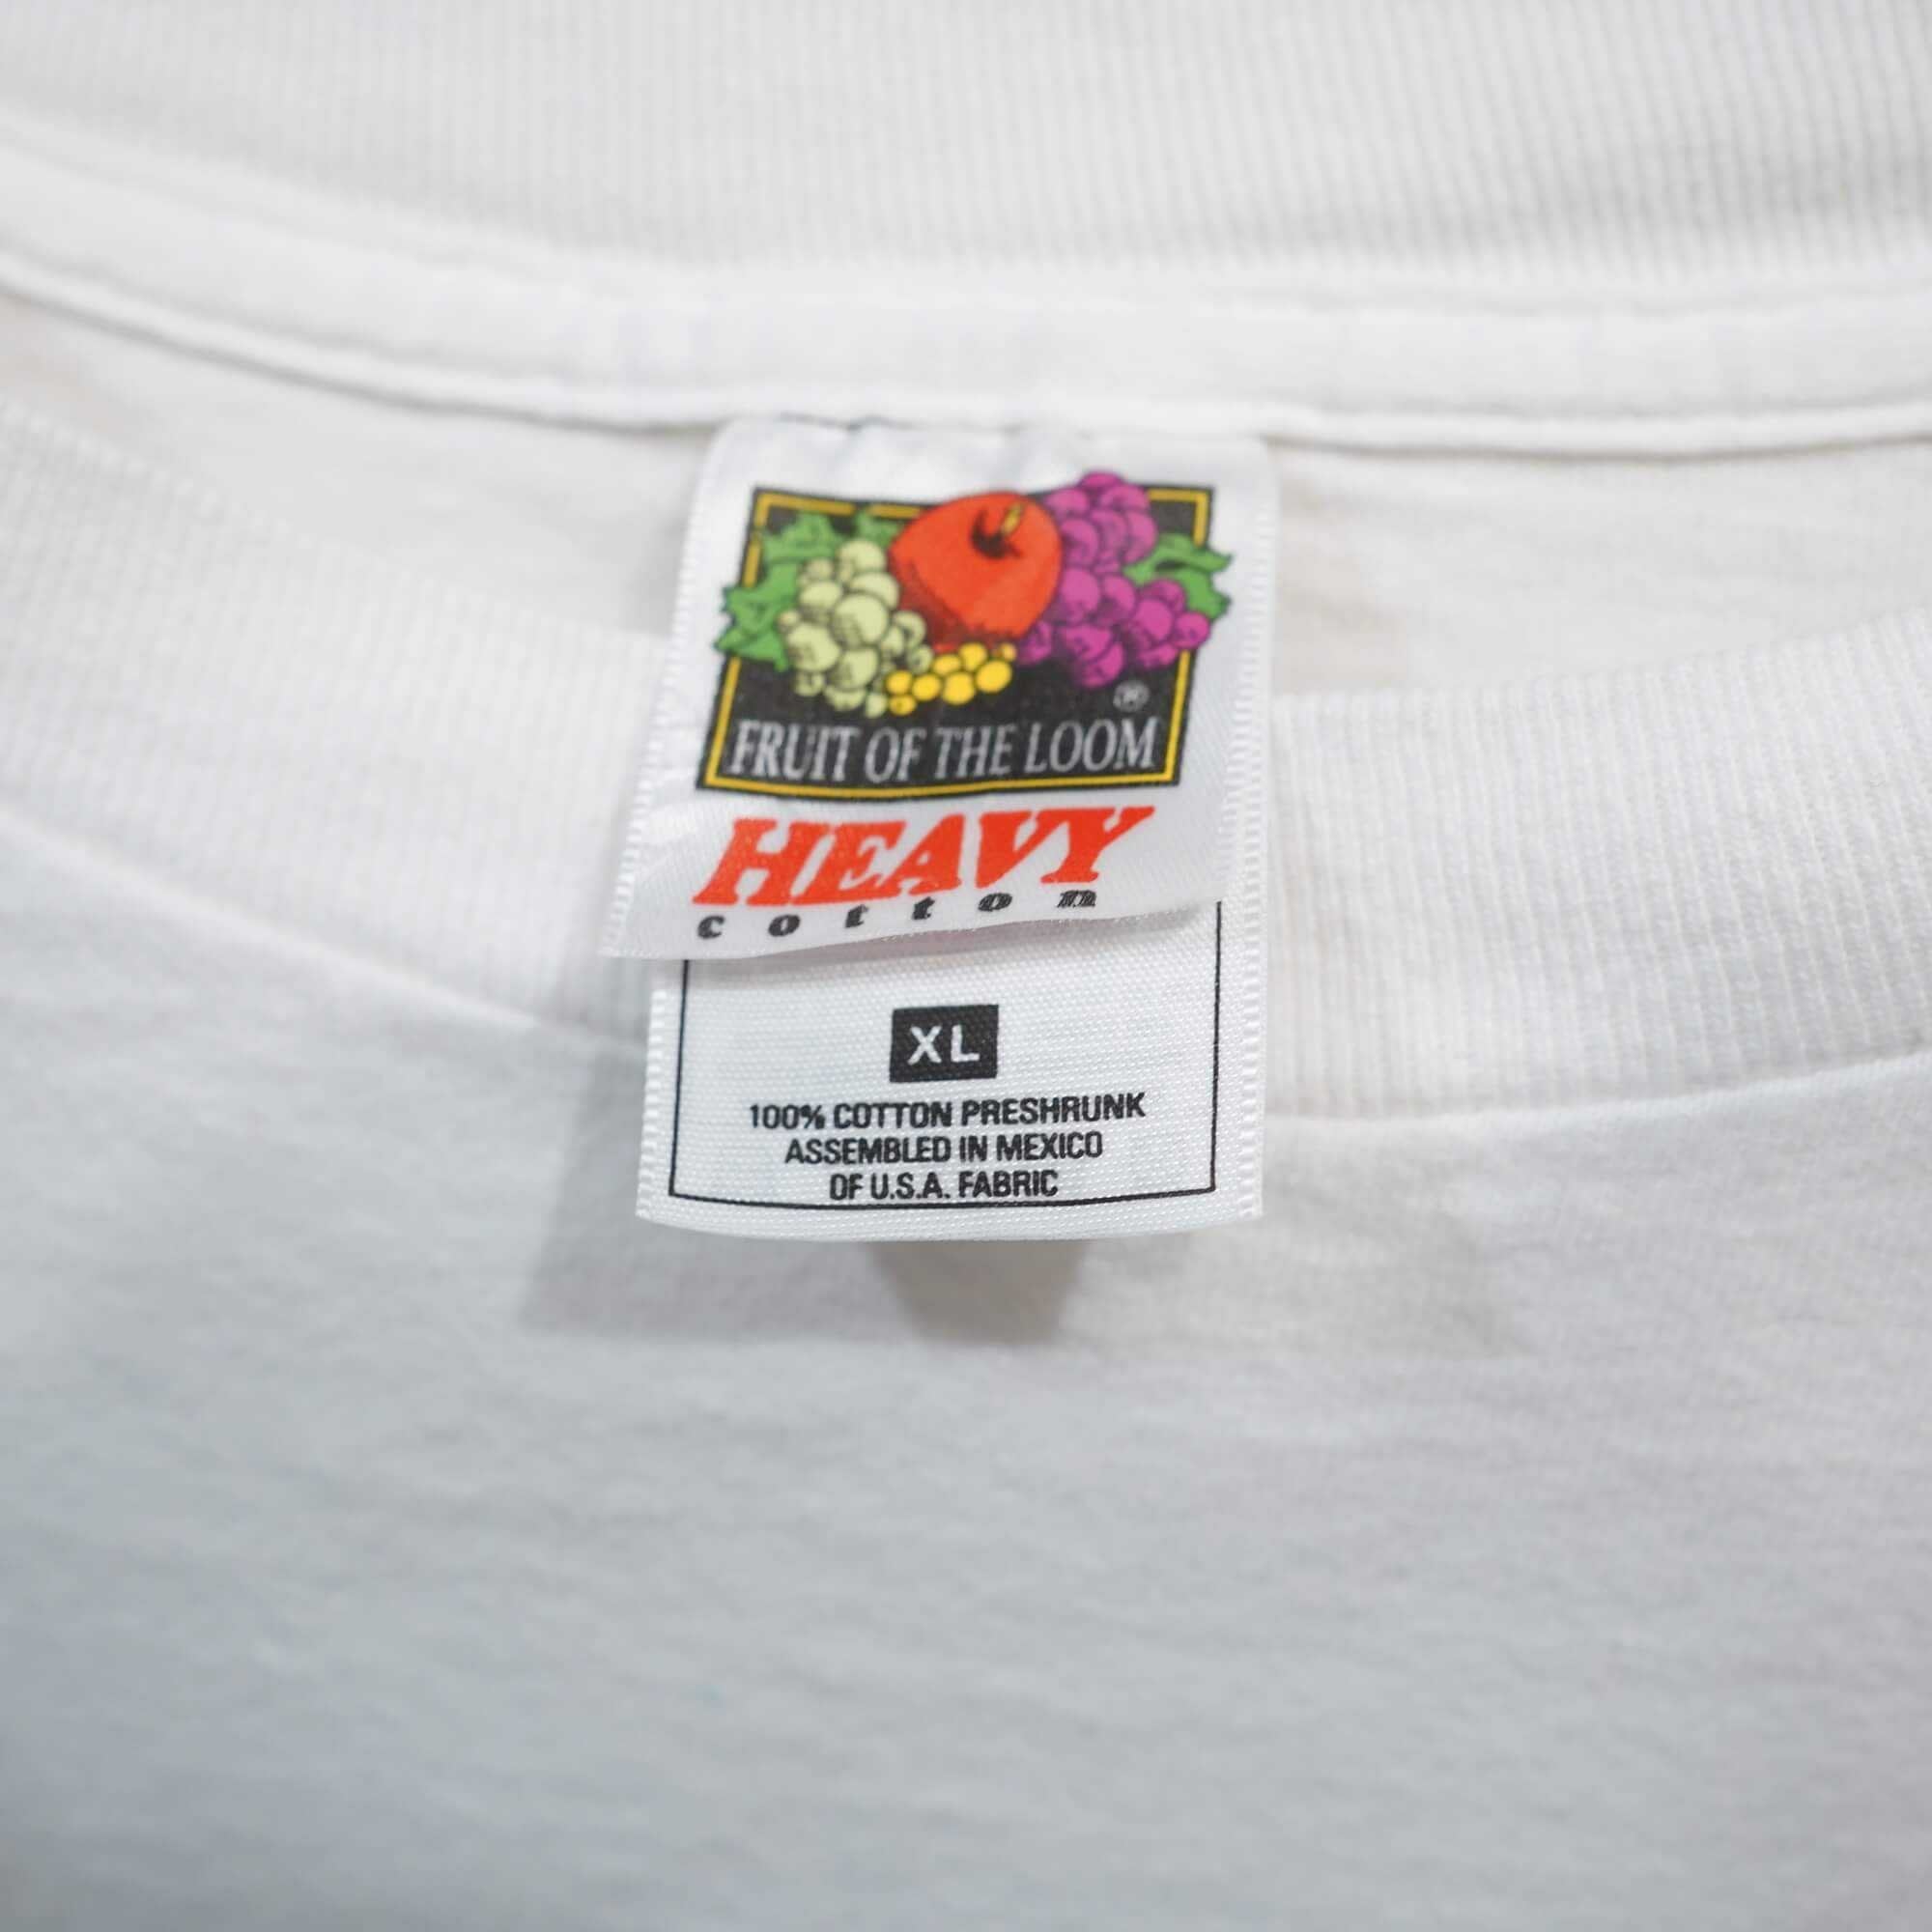 ®
FRUIT OF THE LOOM
HEAVY
cotton
XL
100% COTTON PRESHRUNK
ASSEMBLED IN MEXICO
OF U.S.A. FABRIC